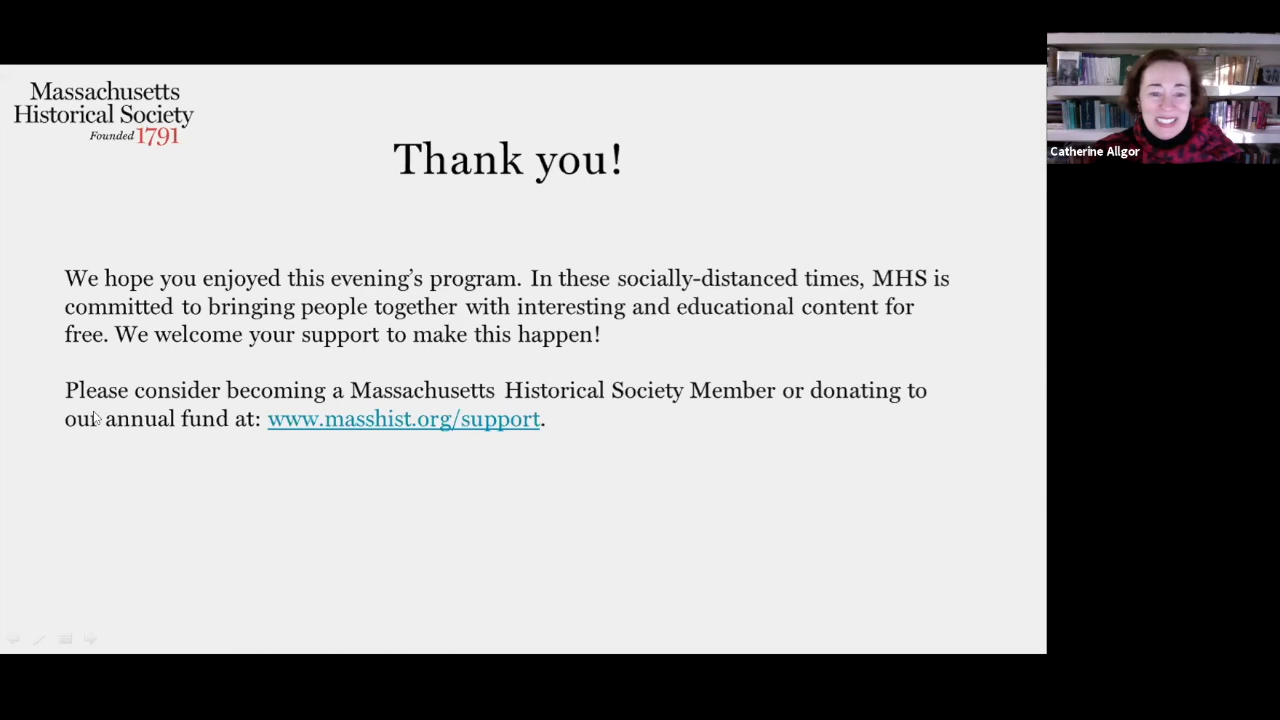 Massachusetts
Historical Society
Founded 1791
Thank you!
We hope you enjoyed this evening's program. In these socially-distanced times, MHS is
committed to bringing people together with interesting and educational content for
free. We welcome your support to make this happen!
Please consider becoming a Massachusetts Historical Society Member or donating to
our annual fund at: www.masshist.org/support.
Catherine Allgor